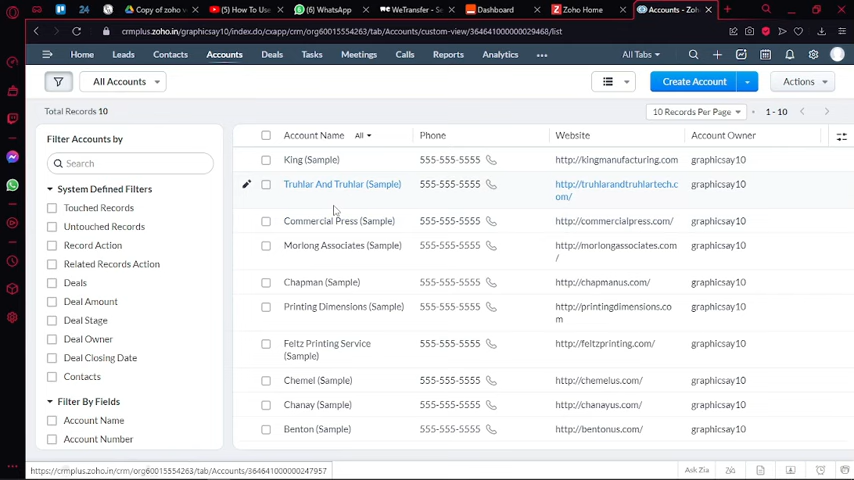 Copy of zoho
(5) How To Use
(6) WhatsApp
WeTransfer - S
Dashboard
Zoho Home
Accounts - Zoh
crmplus.zoho.in/graphicsay10/index.do/cxapp/crm/org60015554263/tab/Accounts/custom-view/364641000000029468/list
Home Leads Contacts Accounts Deals Tasks Meetings Calls Reports Analytics All Tabs
All Accounts Create Account Actions
Total Records 10 10 Records Per Page 1 - 10
Filter Accounts by
Search
System Defined Filters
Touched Records
Untouched Records
Record Action
Related Records Action
Deals
Deal Amount
Deal Stage
Deal Owner
Deal Closing Date
Contacts
Filter By Fields
Account Name
Account Number
Account Name All Phone Website Account Owner
King (Sample) 555-555-5555 http://kingmanufacturing.com graphicsay10
Truhlar And Truhlar (Sample) 555-555-5555 http://truhlarandtruhlartech.c graphicsay10
om/
Commercial Press (Sample) 555-555-5555 http://commercialpress.com/ graphicsay10
Morlong Associates (Sample) 555-555-5555 http://morlongassociates.com graphicsay10
/
Chapman (Sample) 555-555-5555 http://chapmanus.com/ graphicsay10
Printing Dimensions (Sample) 555-555-5555 http://printingdimensions.co graphicsay10
m
Feltz Printing Service 555-555-5555 http://feltzprinting.com/ graphicsay10
(Sample)
Chemel (Sample) 555-555-5555 http://chemelus.com/ graphicsay10
Chanay (Sample) 555-555-5555 http://chanayus.com/ graphicsay10
Benton (Sample) 555-555-5555 http://bentonus.com/ graphicsay10
https://crmplus.zoho.in/crm/org60015554263/tab/Accounts/364641000000247957
Ask Zia